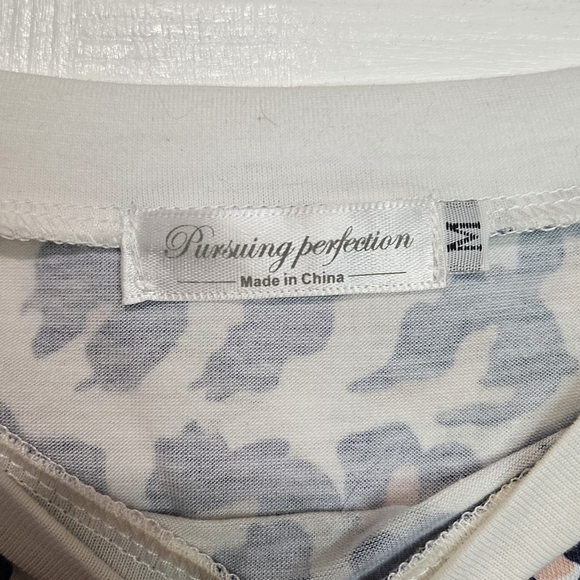 Pursuing perfection
Made in China
M